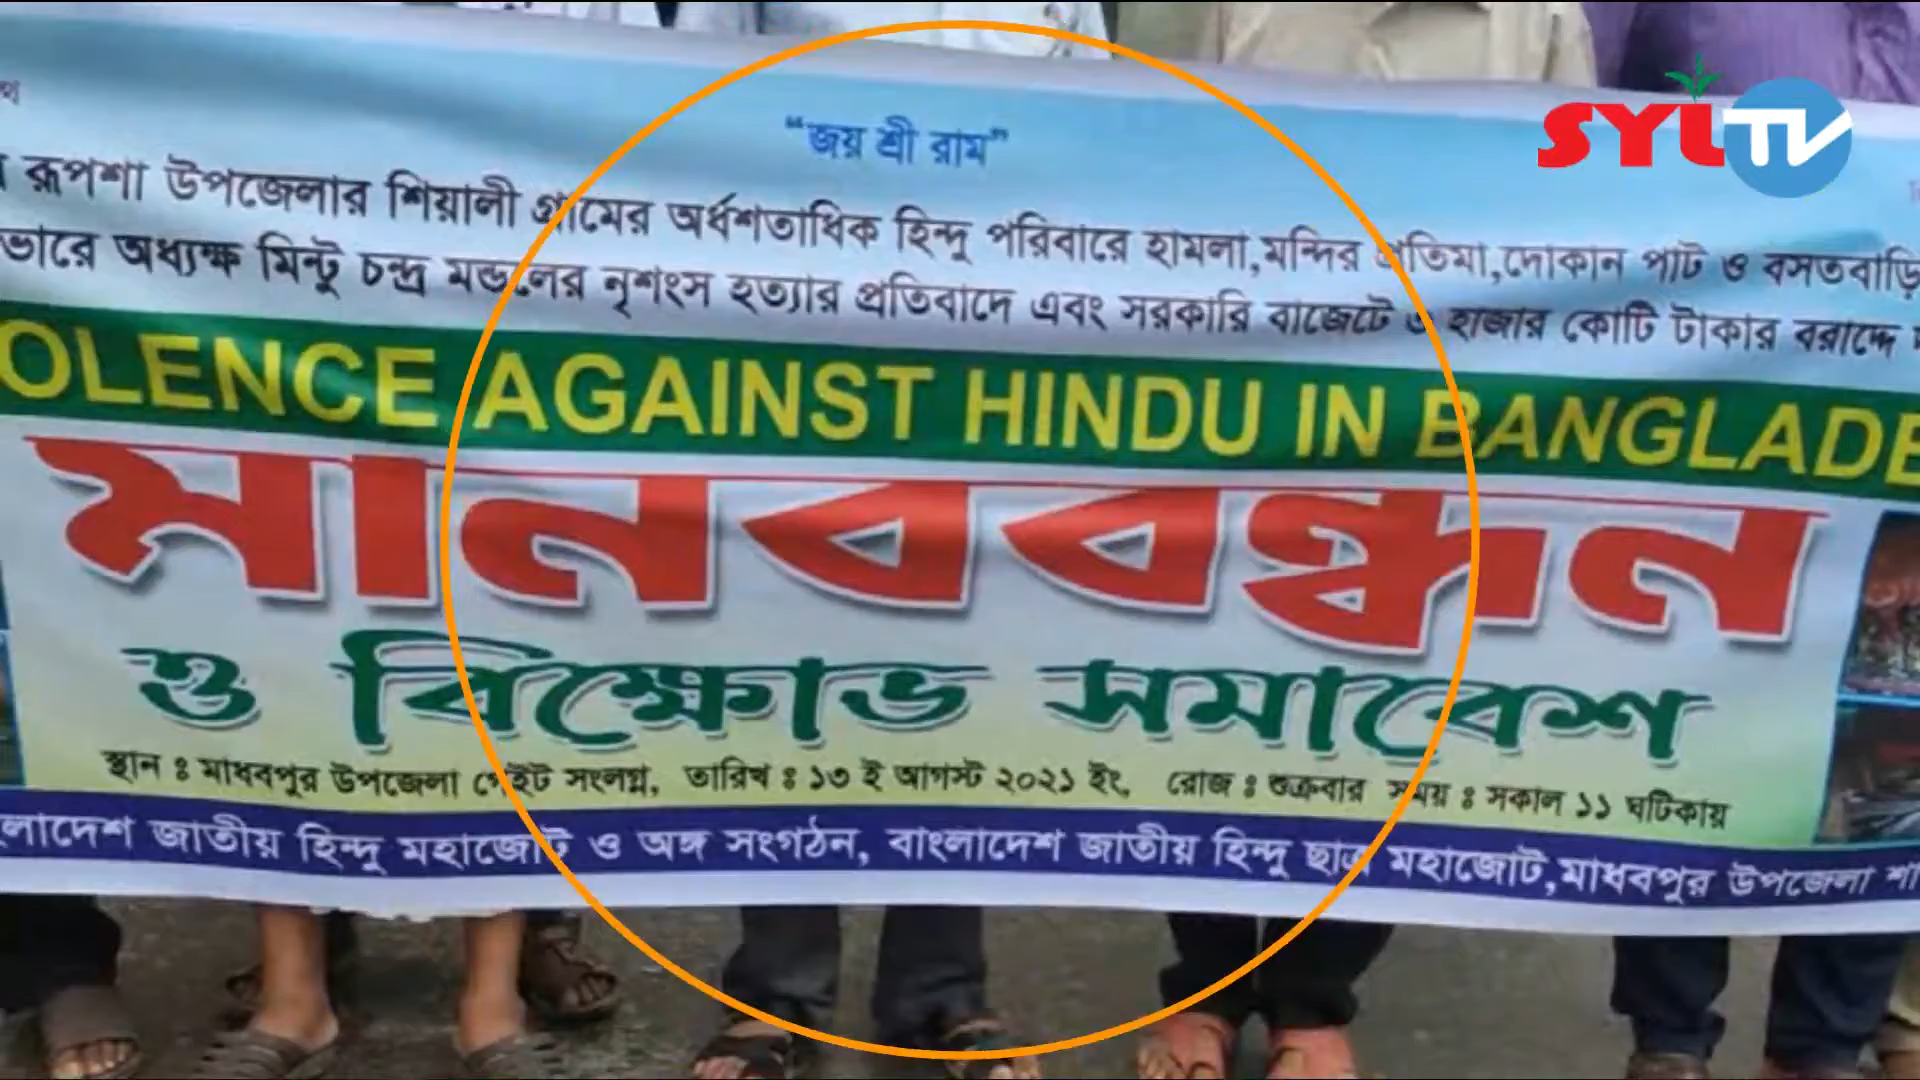 “জয় শ্রী রাম”
SYLTV
রূপশা উপজেলার শিয়ালী গ্রামের অর্ধশতাধিক হিন্দু পরিবারে হামলা,মন্দির প্রতিমা,দোকান পাট ও বসতবাড়ি
ভারে অধ্যক্ষ মিন্টু চন্দ্র মন্ডলের নৃশংস হত্যার প্রতিবাদে এবং সরকারি বাজেটে ৩ হাজার কোটি টাকার বরাদ্দে
OLENCE AGAINST HINDU IN BANGLADE
মানববন্ধন
ও বিক্ষোভ সমাবেশ
স্থান ঃ মাধবপুর উপজেলা গেইট সংলগ্ন, তারিখ ঃ ১৩ ই আগস্ট ২০২১ ইং, রোজ ঃ শুক্রবার সময় ঃ সকাল ১১ ঘটিকায়
লাদেশ জাতীয় হিন্দু মহাজোট ও অঙ্গ সংগঠন, বাংলাদেশ জাতীয় হিন্দু ছাত্র মহাজোট,মাধবপুর উপজেলা শা